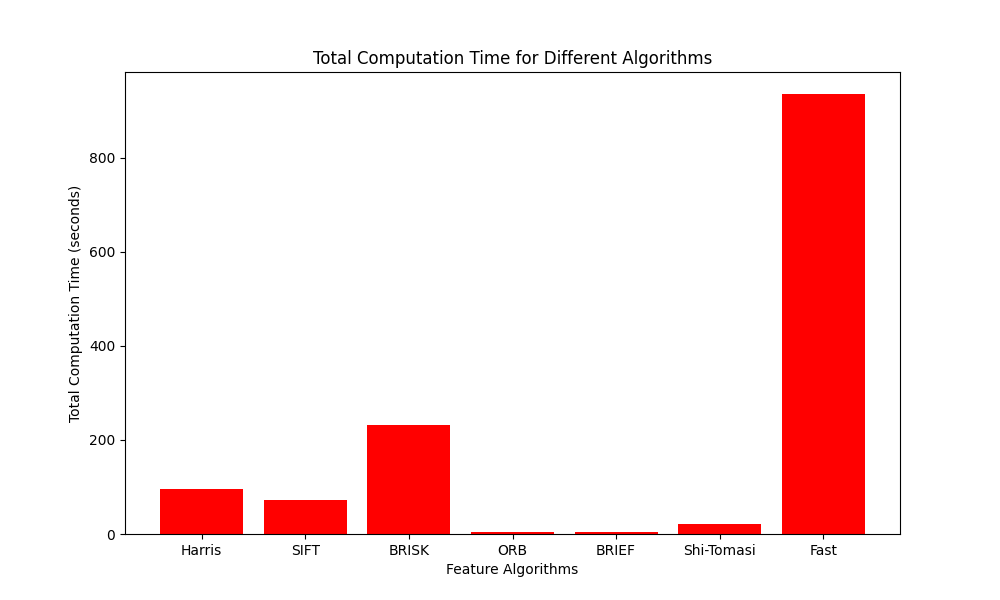 Total Computation Time for Different Algorithms
Total Computation Time (seconds)
800
600
400
200
0
Harris SIFT BRISK ORB BRIEF Shi-Tomasi Fast
Feature Algorithms